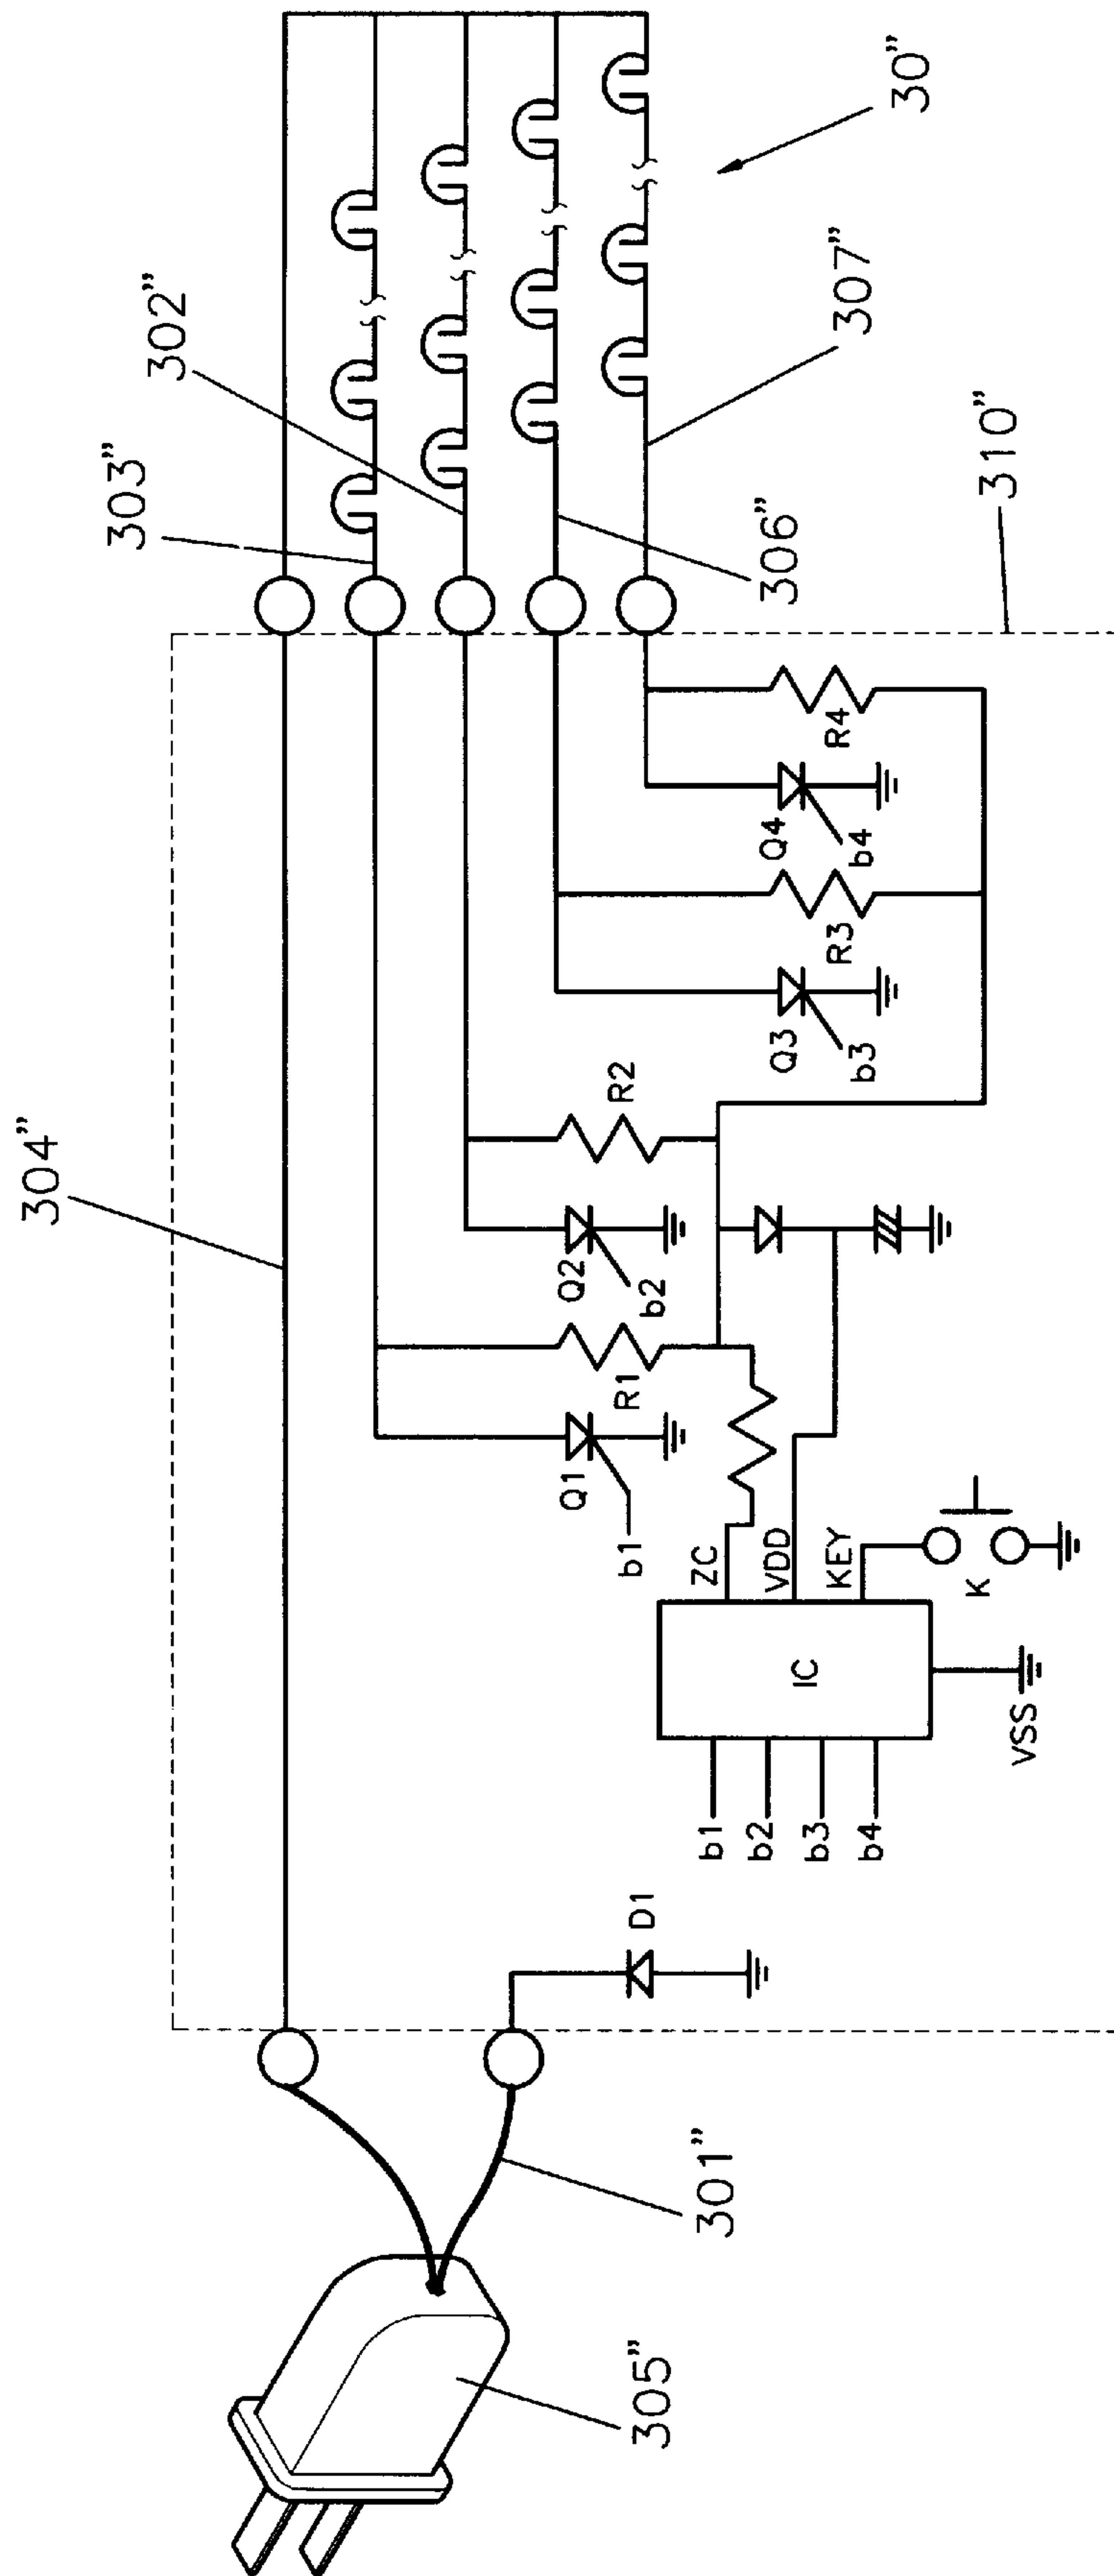 304”
303”
302”
306”
307”
30”
310”
301”
305”
Q1
b1
R1
Q2
b2
R2
Q3
b3
R3
Q4
b4
R4
ZC
VDD
KEY
K
IC
VSS
b1
b2
b3
b4
D1